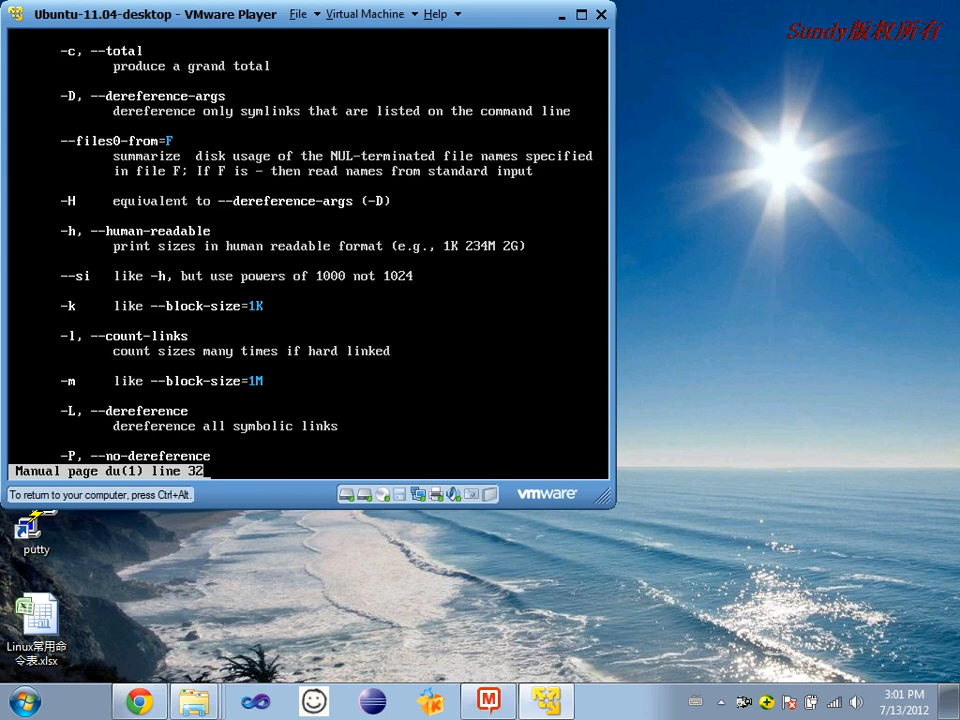 Ubuntu-11.04-desktop - VMware Player File Virtual Machine Help
Sundy版权所有
-c, --total
produce a grand total
-D, --dereference-args
dereference only symlinks that are listed on the command line
--files0-from=F
summarize disk usage of the NUL-terminated file names specified
in file F; If F is - then read names from standard input
-H equivalent to --dereference-args (-D)
-h, --human-readable
print sizes in human readable format (e.g., 1K 234M 2G)
--si like -h, but use powers of 1000 not 1024
-k like --block-size=1K
-l, --count-links
count sizes many times if hard linked
-m like --block-size=1M
-L, --dereference
dereference all symbolic links
-P, --no-dereference
Manual page du(1) line 32
To return to your computer, press Ctrl+Alt.
vmware
putty
Linux常用命
令表.xlsx
3:01 PM
7/13/2012